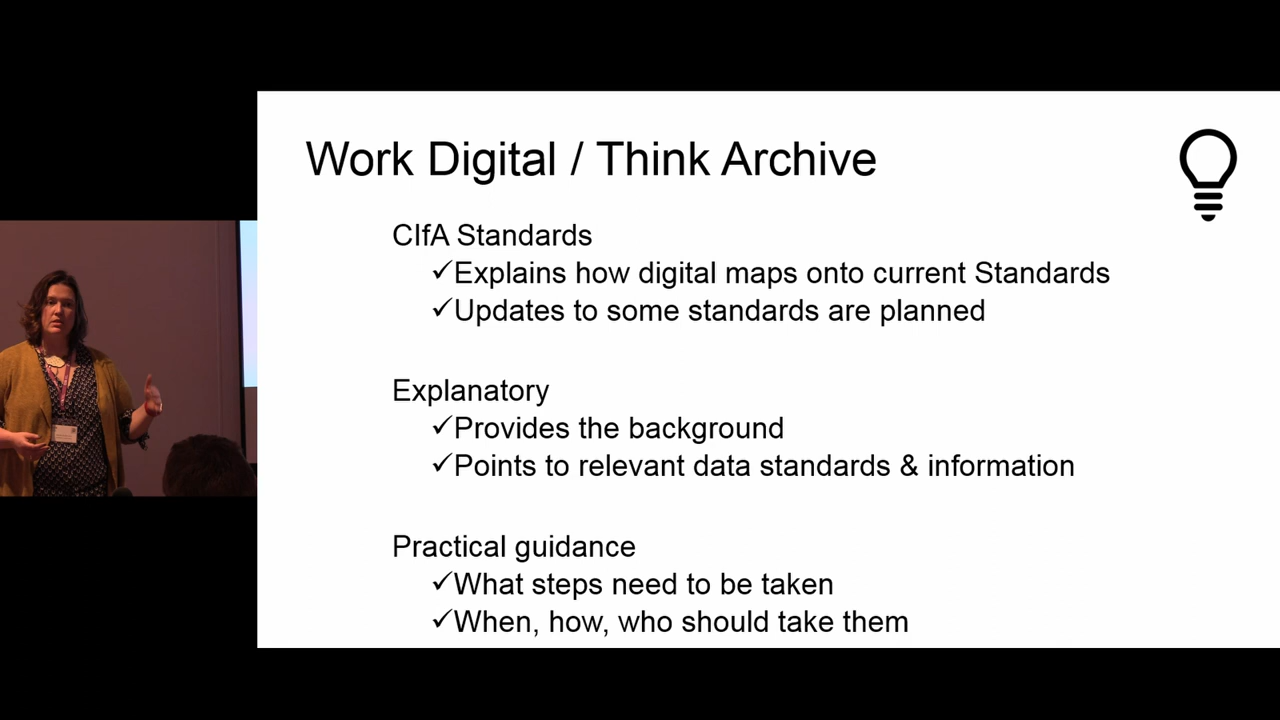 Work Digital / Think Archive
CIfA Standards
✓Explains how digital maps onto current Standards
✓Updates to some standards are planned
Explanatory
✓Provides the background
✓Points to relevant data standards & information
Practical guidance
✓What steps need to be taken
✓When, how, who should take them